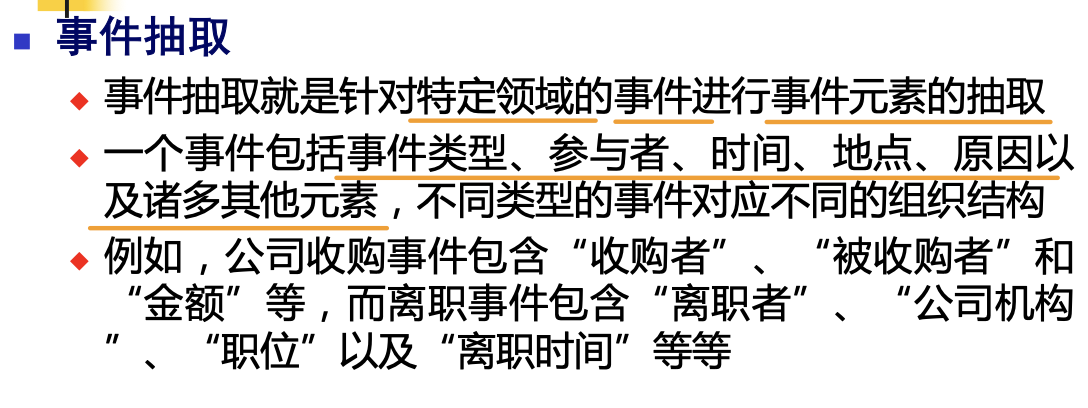 事件抽取
事件抽取就是针对特定领域的事件进行事件元素的抽取
一个事件包括事件类型、参与者、时间、地点、原因以
及诸多其他元素，不同类型的事件对应不同的组织结构
例如，公司收购事件包含“收购者”、“被收购者”和
“金额”等，而离职事件包含“离职者”、“公司机构
”、“职位”以及“离职时间”等等